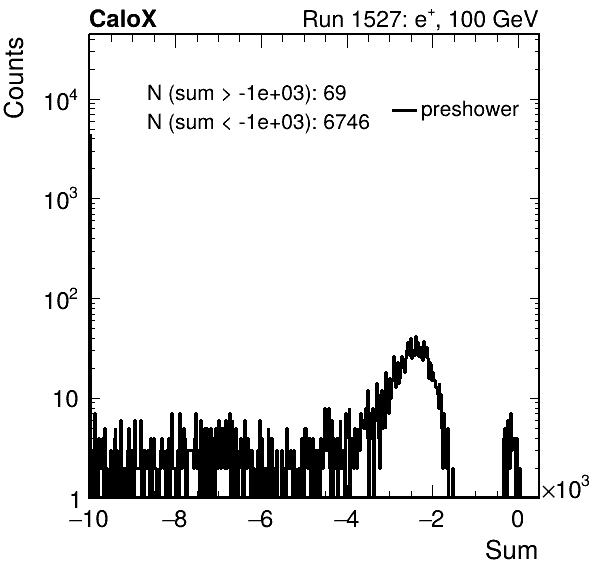 CaloX Run 1527: e⁺, 100 GeV
Counts
N (sum > -1e+03): 69
N (sum < -1e+03): 6746
preshower
10⁴
10³
10²
10
1
−10 −8 −6 −4 −2 0
×10³
Sum